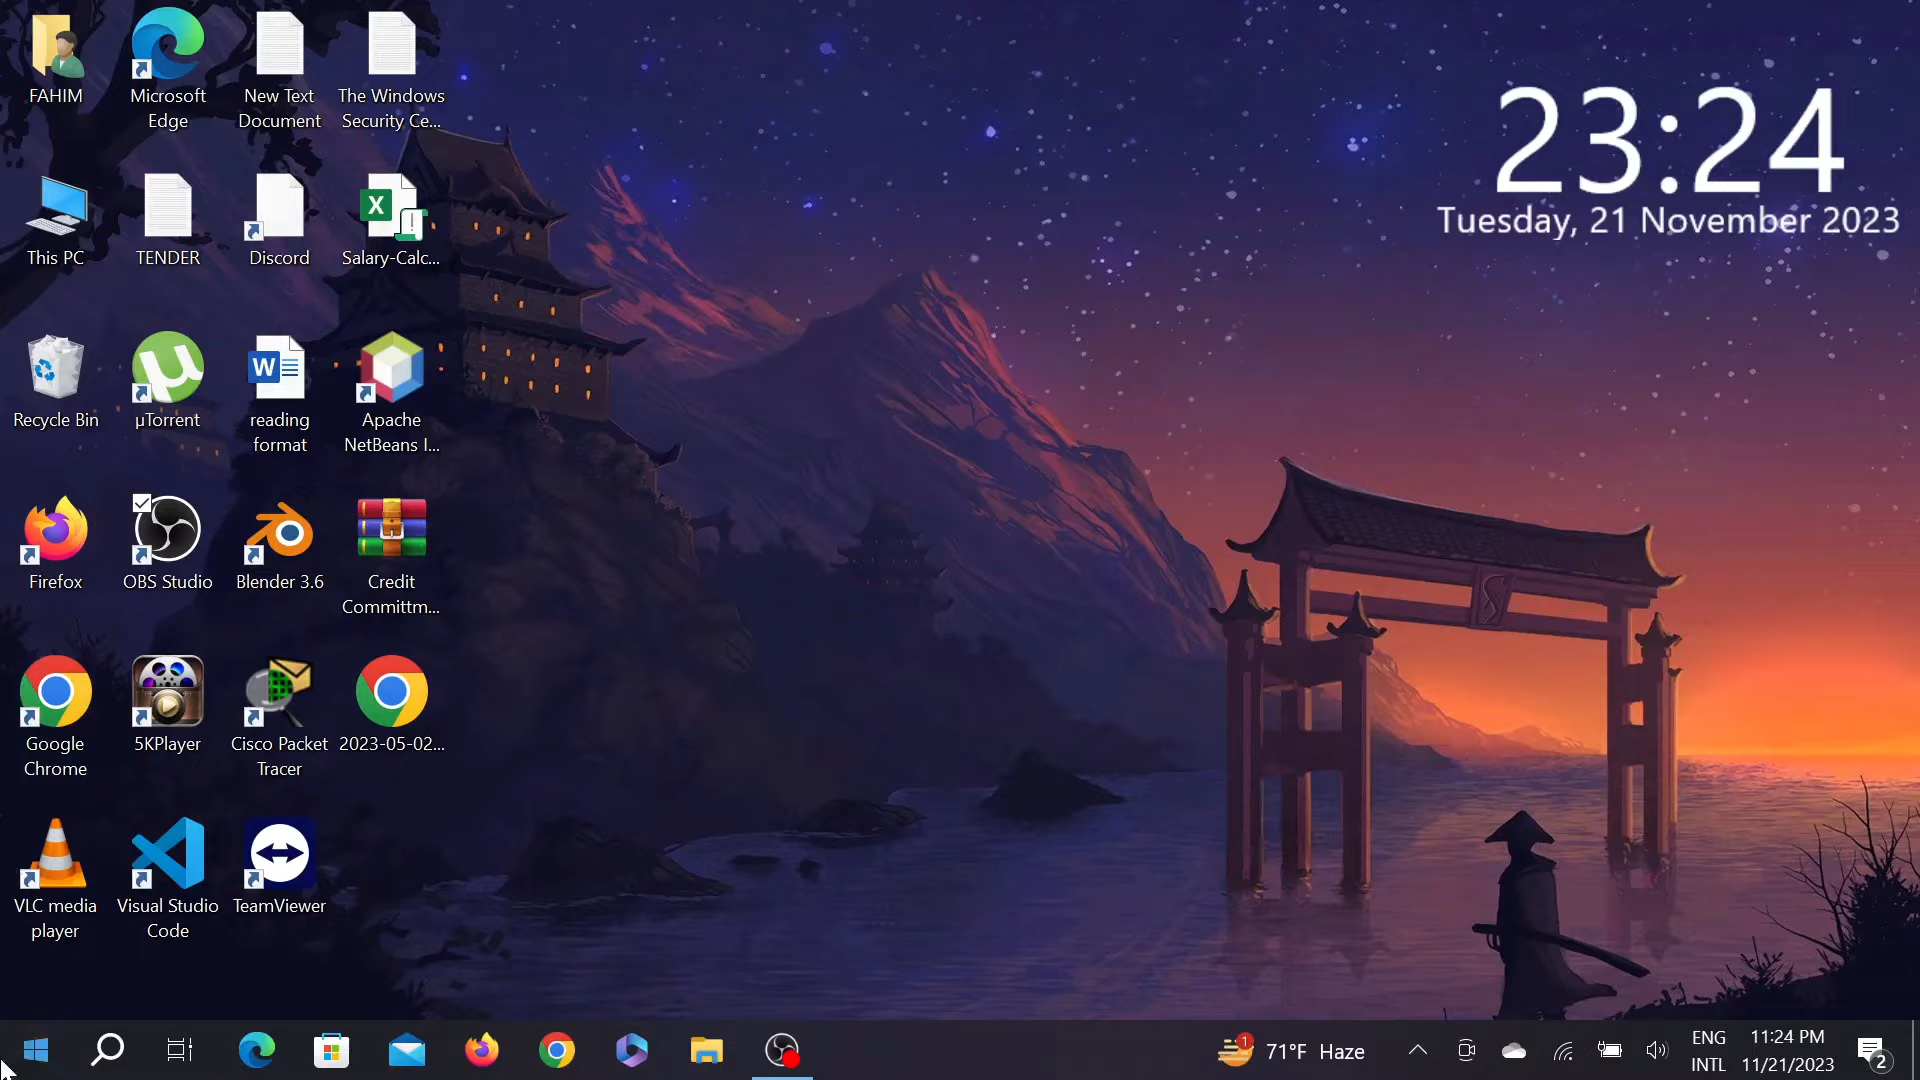 FAHIM
Microsoft
Edge
New Text
Document
The Windows
Security Ce...
23:24
Tuesday, 21 November 2023
This PC
TENDER
Discord
Salary-Calc...
Recycle Bin
µTorrent
reading
format
Apache
NetBeans I...
Firefox
OBS Studio
Blender 3.6
Credit
Committm...
Google
Chrome
5KPlayer
Cisco Packet
Tracer
2023-05-02...
VLC media
player
Visual Studio
Code
TeamViewer
1
71°F Haze
ENG
INTL
11:24 PM
11/21/2023
2